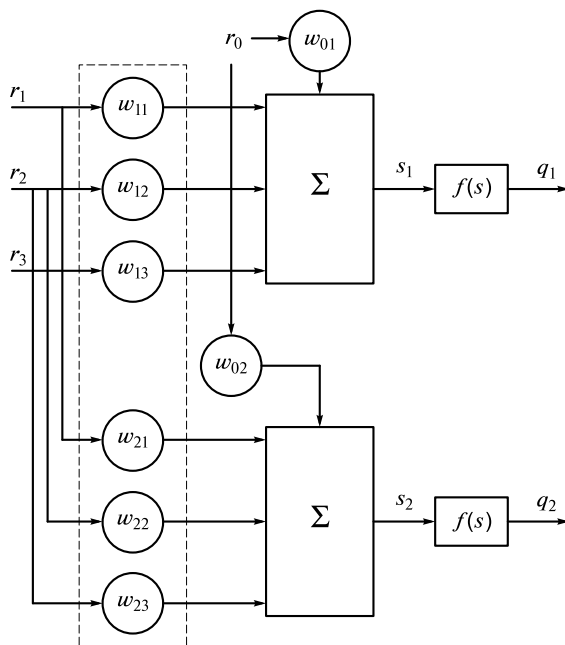 r0 w01
r1 w11
r2 w12 Σ s1 f(s) q1
r3 w13
w02
w21
w22 Σ s2 f(s) q2
w23